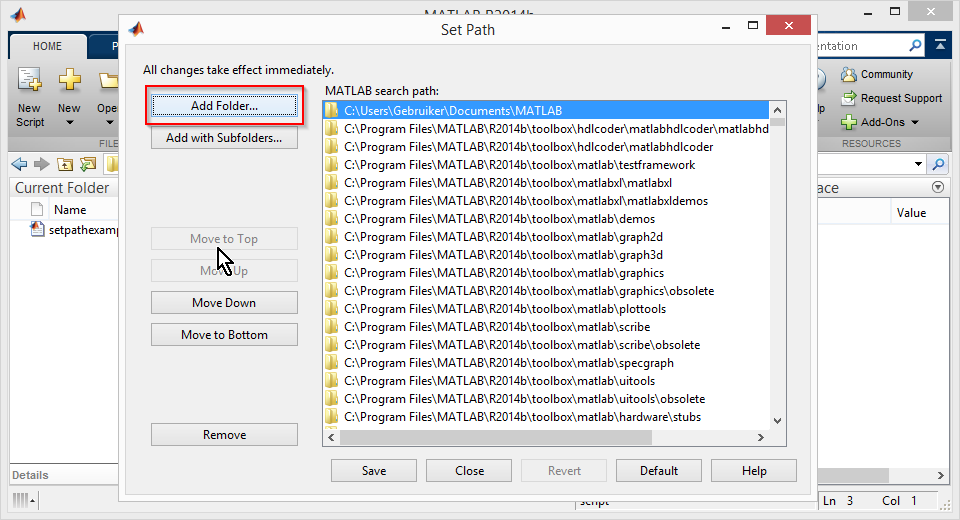 MATLAB R2014b
Set Path
HOME
P
entation
New Script
New
Ope
FILE
Community
Request Support
Add-Ons
RESOURCES
All changes take effect immediately.
MATLAB search path:
Add Folder...
Add with Subfolders...
Move to Top
Move Up
Move Down
Move to Bottom
Remove
C:\Users\Gebruiker\Documents\MATLAB
C:\Program Files\MATLAB\R2014b\toolbox\hdlcoder\matlabhdlcoder\matlabhd
C:\Program Files\MATLAB\R2014b\toolbox\hdlcoder\matlabhdlcoder
C:\Program Files\MATLAB\R2014b\toolbox\matlab\testframework
C:\Program Files\MATLAB\R2014b\toolbox\matlabxl\matlabxl
C:\Program Files\MATLAB\R2014b\toolbox\matlabxl\matlabxldemos
C:\Program Files\MATLAB\R2014b\toolbox\matlab\demos
C:\Program Files\MATLAB\R2014b\toolbox\matlab\graph2d
C:\Program Files\MATLAB\R2014b\toolbox\matlab\graph3d
C:\Program Files\MATLAB\R2014b\toolbox\matlab\graphics
C:\Program Files\MATLAB\R2014b\toolbox\matlab\graphics\obsolete
C:\Program Files\MATLAB\R2014b\toolbox\matlab\plottools
C:\Program Files\MATLAB\R2014b\toolbox\matlab\scribe
C:\Program Files\MATLAB\R2014b\toolbox\matlab\scribe\obsolete
C:\Program Files\MATLAB\R2014b\toolbox\matlab\specgraph
C:\Program Files\MATLAB\R2014b\toolbox\matlab\uitools
C:\Program Files\MATLAB\R2014b\toolbox\matlab\uitools\obsolete
C:\Program Files\MATLAB\R2014b\toolbox\matlab\hardware\stubs
Save
Close
Revert
Default
Help
Current Folder
Name
setpathexamp
Details
ace
Value
script
Ln 3 Col 1